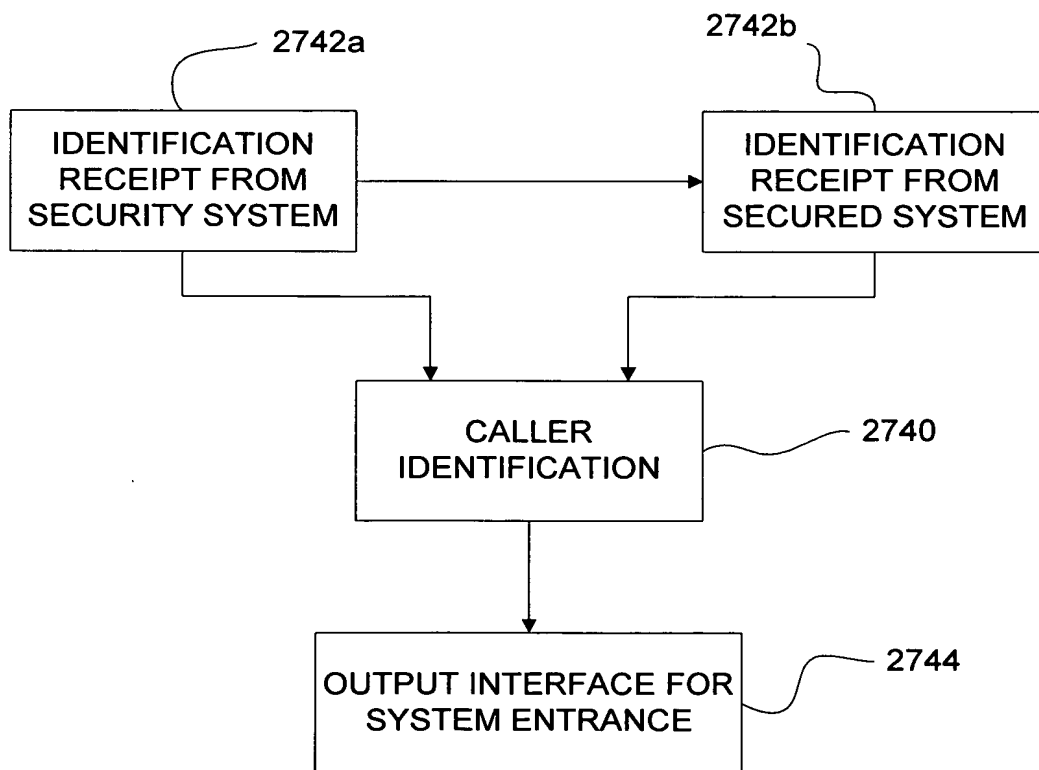 2742a
2742b
IDENTIFICATION
RECEIPT FROM
SECURITY SYSTEM
IDENTIFICATION
RECEIPT FROM
SECURED SYSTEM
CALLER
IDENTIFICATION
2740
OUTPUT INTERFACE FOR
SYSTEM ENTRANCE
2744